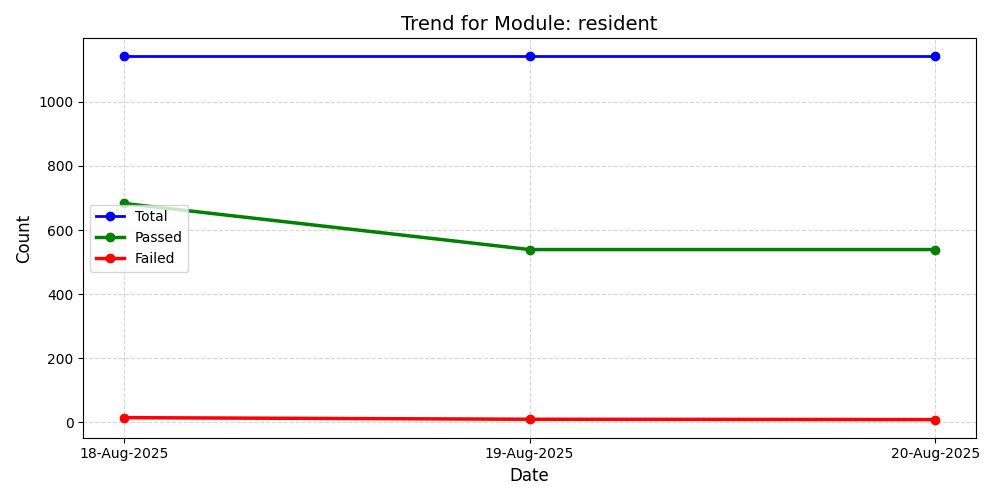 Trend for Module: resident
Count
1000
800
600
400
200
0
Total
Passed
Failed
18-Aug-2025
19-Aug-2025
20-Aug-2025
Date